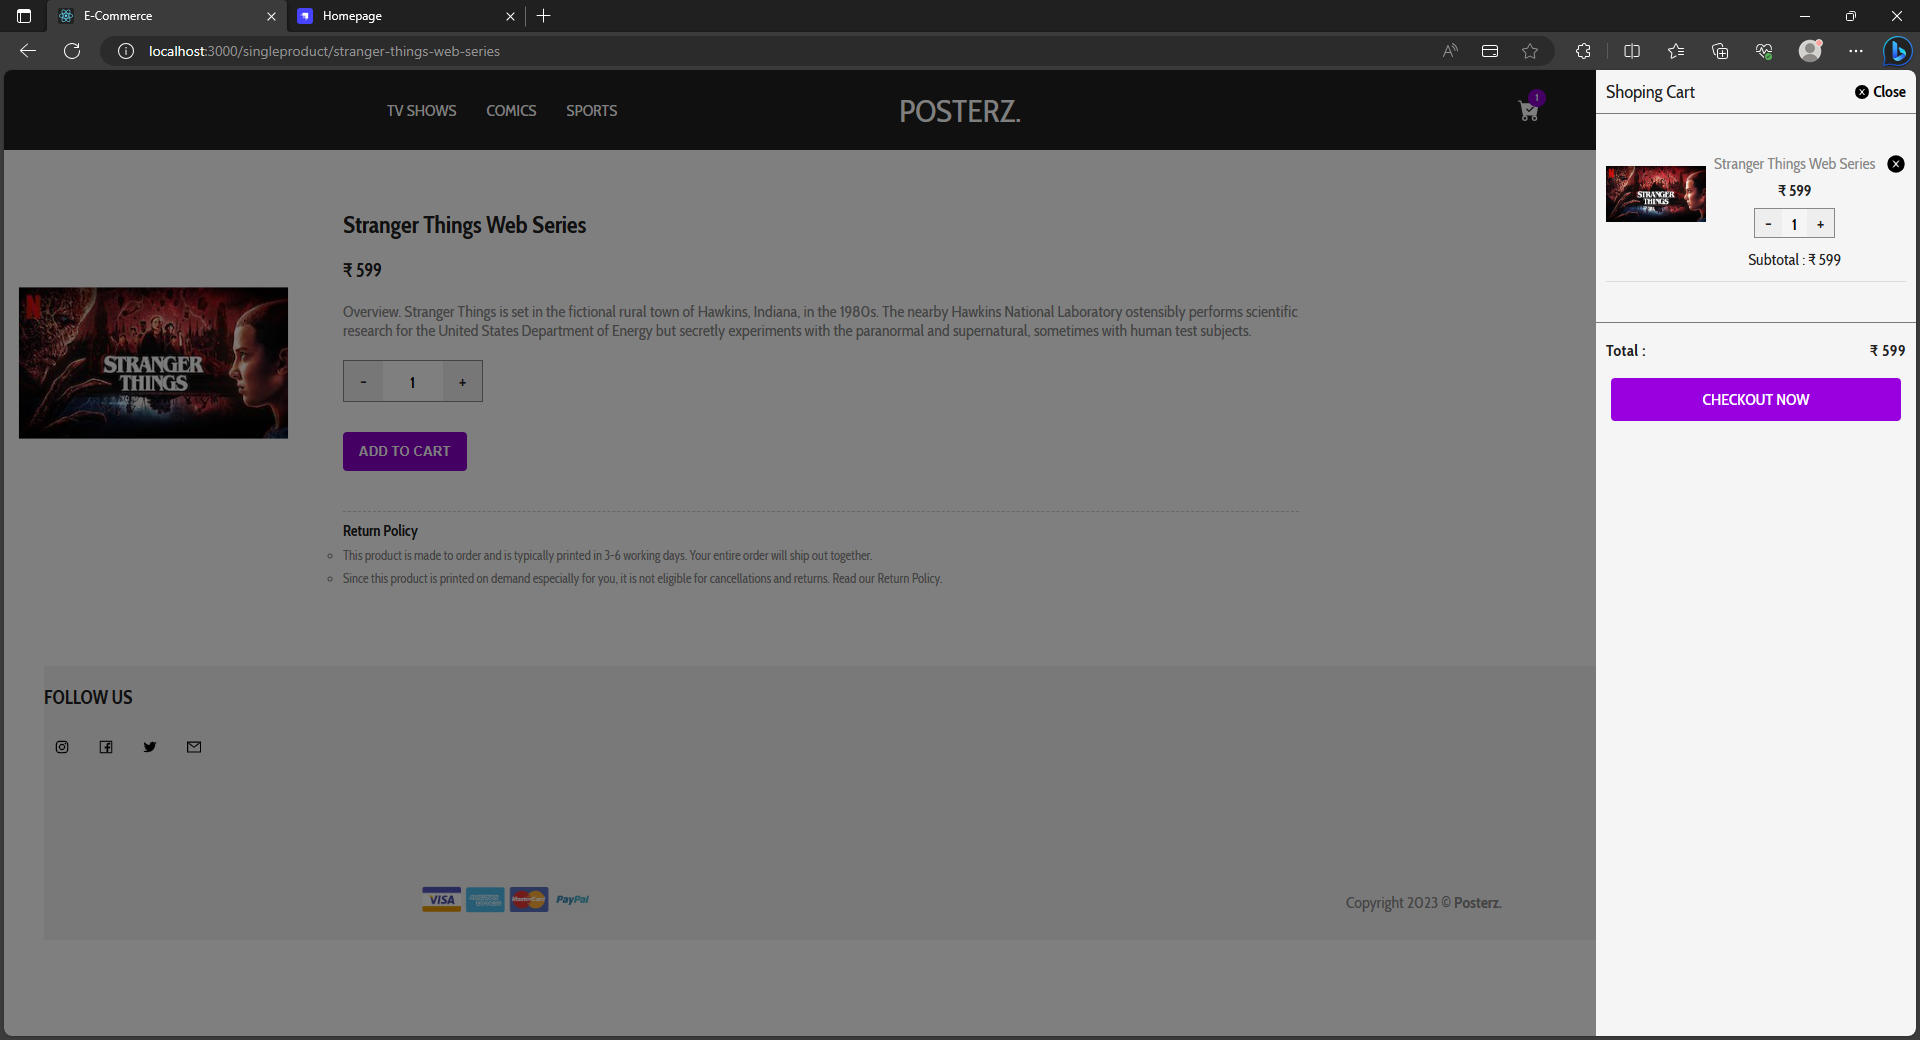 E-Commerce
Homepage
localhost:3000/singleproduct/stranger-things-web-series
TV SHOWS COMICS SPORTS
POSTERZ.
1
Stranger Things Web Series
₹ 599
N
STRANGER
THINGS
Overview. Stranger Things is set in the fictional rural town of Hawkins, Indiana, in the 1980s. The nearby Hawkins National Laboratory ostensibly performs scientific
research for the United States Department of Energy but secretly experiments with the paranormal and supernatural, sometimes with human test subjects.
- 1 +
ADD TO CART
Return Policy
This product is made to order and is typically printed in 3-6 working days. Your entire order will ship out together.
Since this product is printed on demand especially for you, it is not eligible for cancellations and returns. Read our Return Policy.
FOLLOW US
VISA
AMERICAN EXPRESS
MasterCard
PayPal
Copyright 2023 © Posterz.
Shoping Cart
Close
STRANGER
THINGS
Stranger Things Web Series
₹ 599
- 1 +
Subtotal : ₹ 599
Total :
₹ 599
CHECKOUT NOW